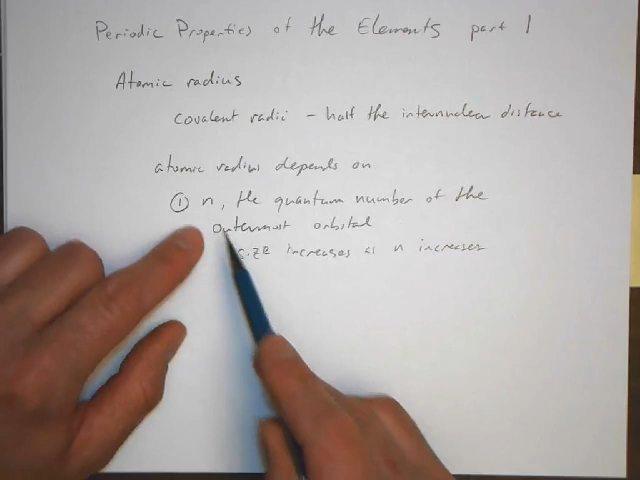 Periodic Properties of the Elements part 1
Atomic radius
covalent radii - half the internuclear distance
atomic radius depends on
① n, the quantum number of the
outermost orbital
size increases as n increases